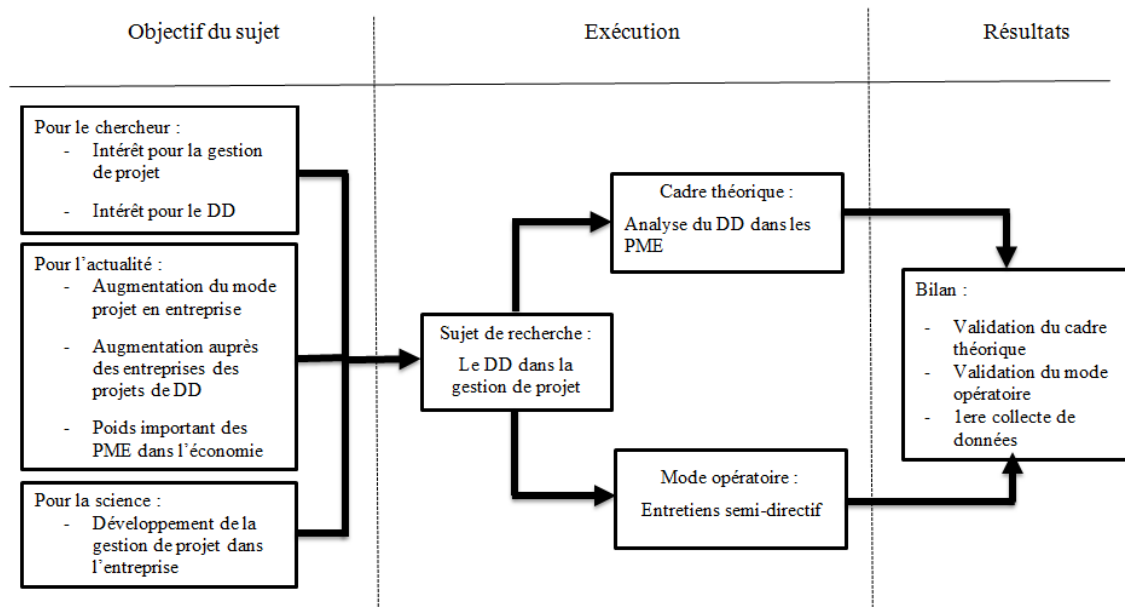 Objectif du sujet
Exécution
Résultats
Pour le chercheur :
- Intérêt pour la gestion
de projet
- Intérêt pour le DD
Pour l'actualité :
- Augmentation du mode
projet en entreprise
- Augmentation auprès
des entreprises des
projets de DD
- Poids important des
PME dans l'économie
Pour la science :
- Développement de la
gestion de projet dans
l'entreprise
Sujet de recherche :
Le DD dans la
gestion de projet
Cadre théorique :
Analyse du DD dans les
PME
Mode opératoire :
Entretiens semi-directif
Bilan :
- Validation du cadre
théorique
- Validation du mode
opératoire
- 1ere collecte de
données